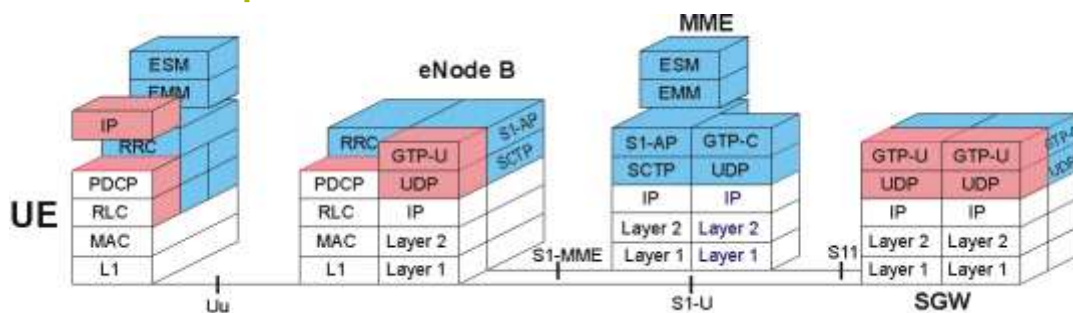 MME
eNode B
ESM
EMM
IP
RRC
PDCP
RLC
MAC
L1
UE
Uu
RRC
S1-AP
SCTP
GTP-U
PDCP
UDP
RLC
IP
MAC
Layer 2
L1
Layer 1
S1-MME
ESM
EMM
S1-AP
GTP-C
SCTP
UDP
IP
IP
Layer 2
Layer 2
Layer 1
Layer 1
S1-U
S11
GTP-U
GTP-U
UDP
UDP
UDP
IP
IP
Layer 2
Layer 2
Layer 1
Layer 1
SGW